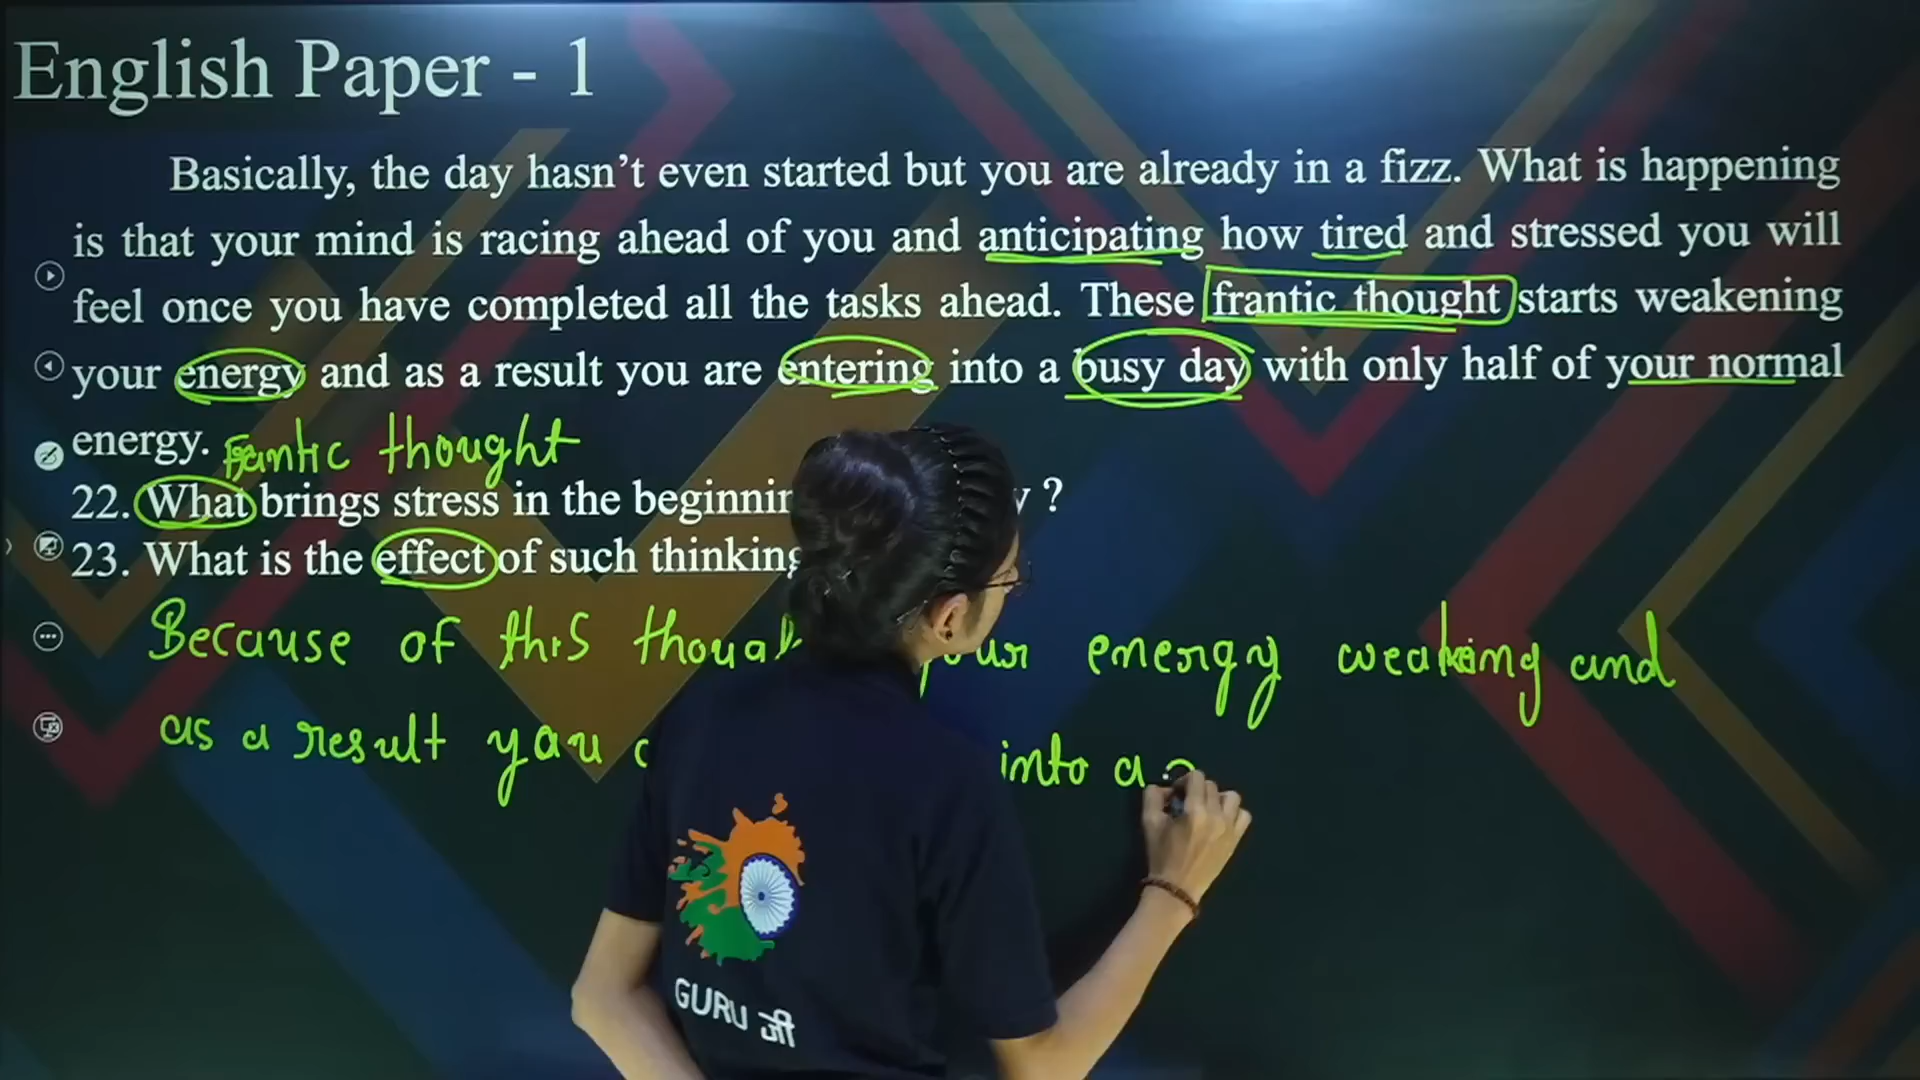 English Paper - 1
Basically, the day hasn't even started but you are already in a fizz. What is happening
is that your mind is racing ahead of you and anticipating how tired and stressed you will
feel once you have completed all the tasks ahead. These frantic thought starts weakening
your energy and as a result you are entering into a busy day with only half of your normal
energy.
Fantic thought
22. What brings stress in the ?
23. What is the effect of such thinking
Because of this your energy weaking and
as a result you into a
GURU जी